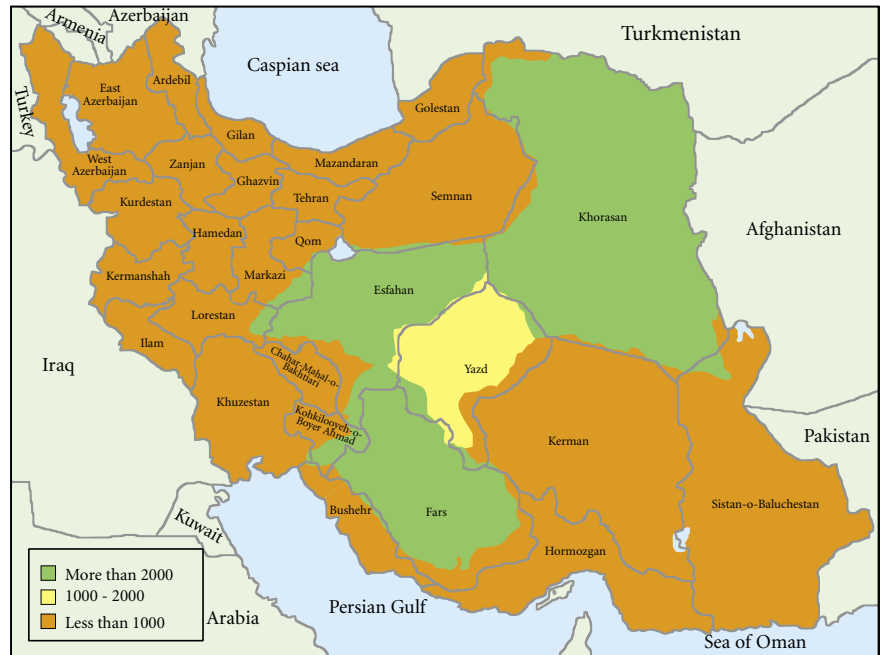 Azerbaijan
Armenia
Turkmenistan
Caspian sea
Turkey
East
Azerbaijan
Ardebil
Golestan
Gilan
West
Azerbaijan
Zanjan
Mazandaran
Ghazvin
Tehran
Semnan
Kurdestan
Khorasan
Hamedan
Qom
Afghanistan
Kermanshah
Markazi
Esfahan
Lorestan
Ilam
Iraq
Chahar-Mahal-o-
Bakhtiari
Yazd
Khuzestan
Kohkilooyeh-o-
Boyer Ahmad
Kerman
Pakistan
Sistan-o-Baluchestan
Bushehr
Fars
Kuwait
Hormozgan
More than 2000
1000 - 2000
Less than 1000
Persian Gulf
Arabia
Sea of Oman